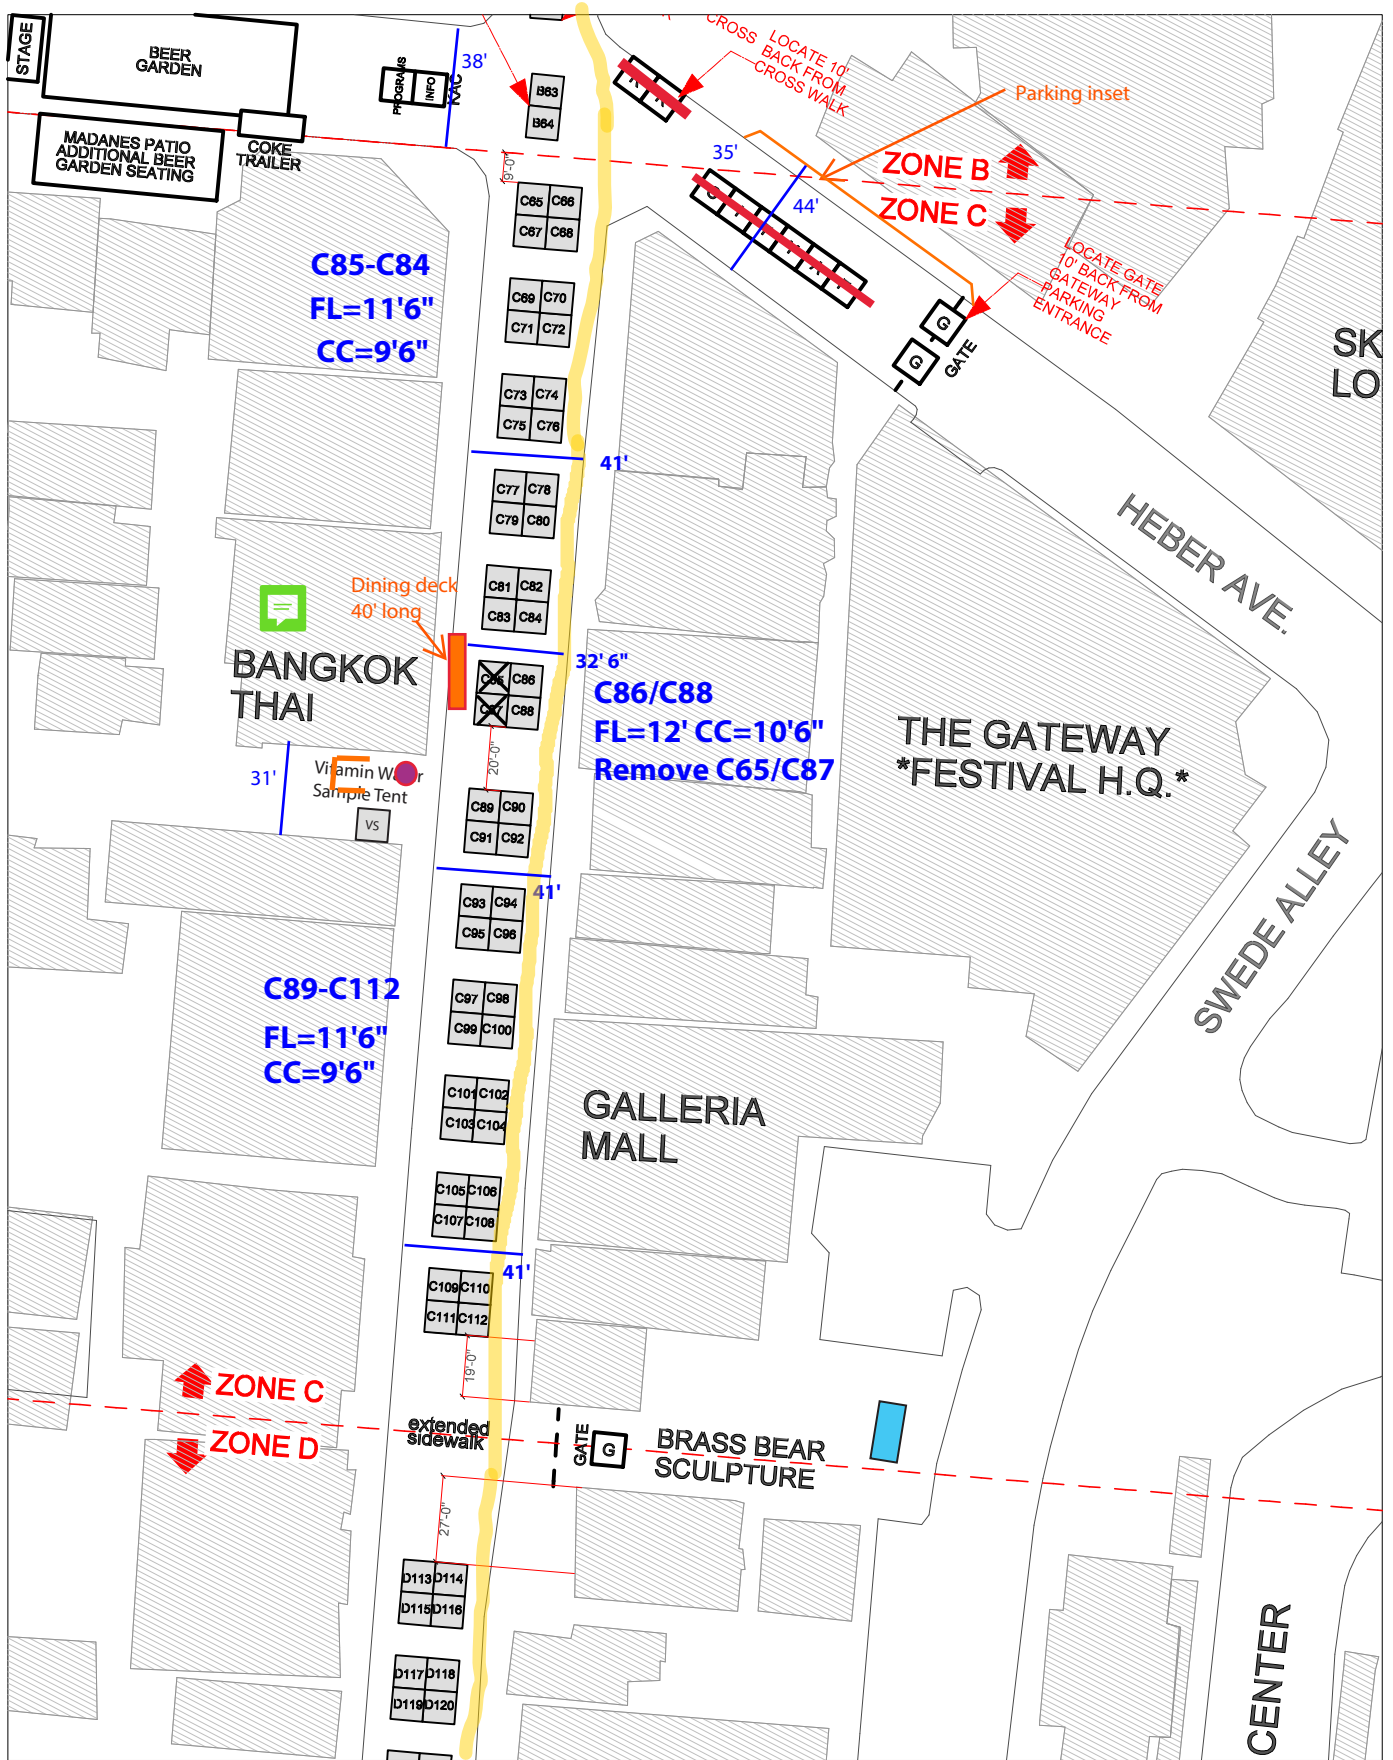 STAGE
BEER
GARDEN
PROGRAMS
INFO
KAC
38'
MADANES PATIO
ADDITIONAL BEER
GARDEN SEATING
COKE
TRAILER
B63
B64
CROSS
LOCATE 10'
BACK FROM
CROSS WALK
Parking inset
35'
44'
ZONE B
ZONE C
LOCATE GATE
10' BACK FROM
GATEWAY
PARKING
ENTRANCE
G
G
GATE
SK
LO
9'-0"
C65 C66
C67 C68
C85-C84
FL=11'6"
CC=9'6"
C69 C70
C71 C72
C73 C74
C75 C76
41'
C77 C78
C79 C80
HEBER AVE.
C81 C82
C83 C84
Dining deck
40' long
BANGKOK
THAI
32' 6"
C86
C88
C86/C88
FL=12' CC=10'6"
Remove C65/C87
THE GATEWAY
*FESTIVAL H.Q.*
20'-0"
31'
Vitamin Water
Sample Tent
VS
C89 C90
C91 C92
41'
SWEDE ALLEY
C93 C94
C95 C96
C89-C112
FL=11'6"
CC=9'6"
C97 C98
C99 C100
C101 C102
C103 C104
GALLERIA
MALL
C105 C106
C107 C108
41'
C109 C110
C111 C112
19'-0"
ZONE C
ZONE D
extended
sidewalk
GATE
G
BRASS BEAR
SCULPTURE
27'-0"
D113 D114
D115 D116
D117 D118
D119 D120
CENTER